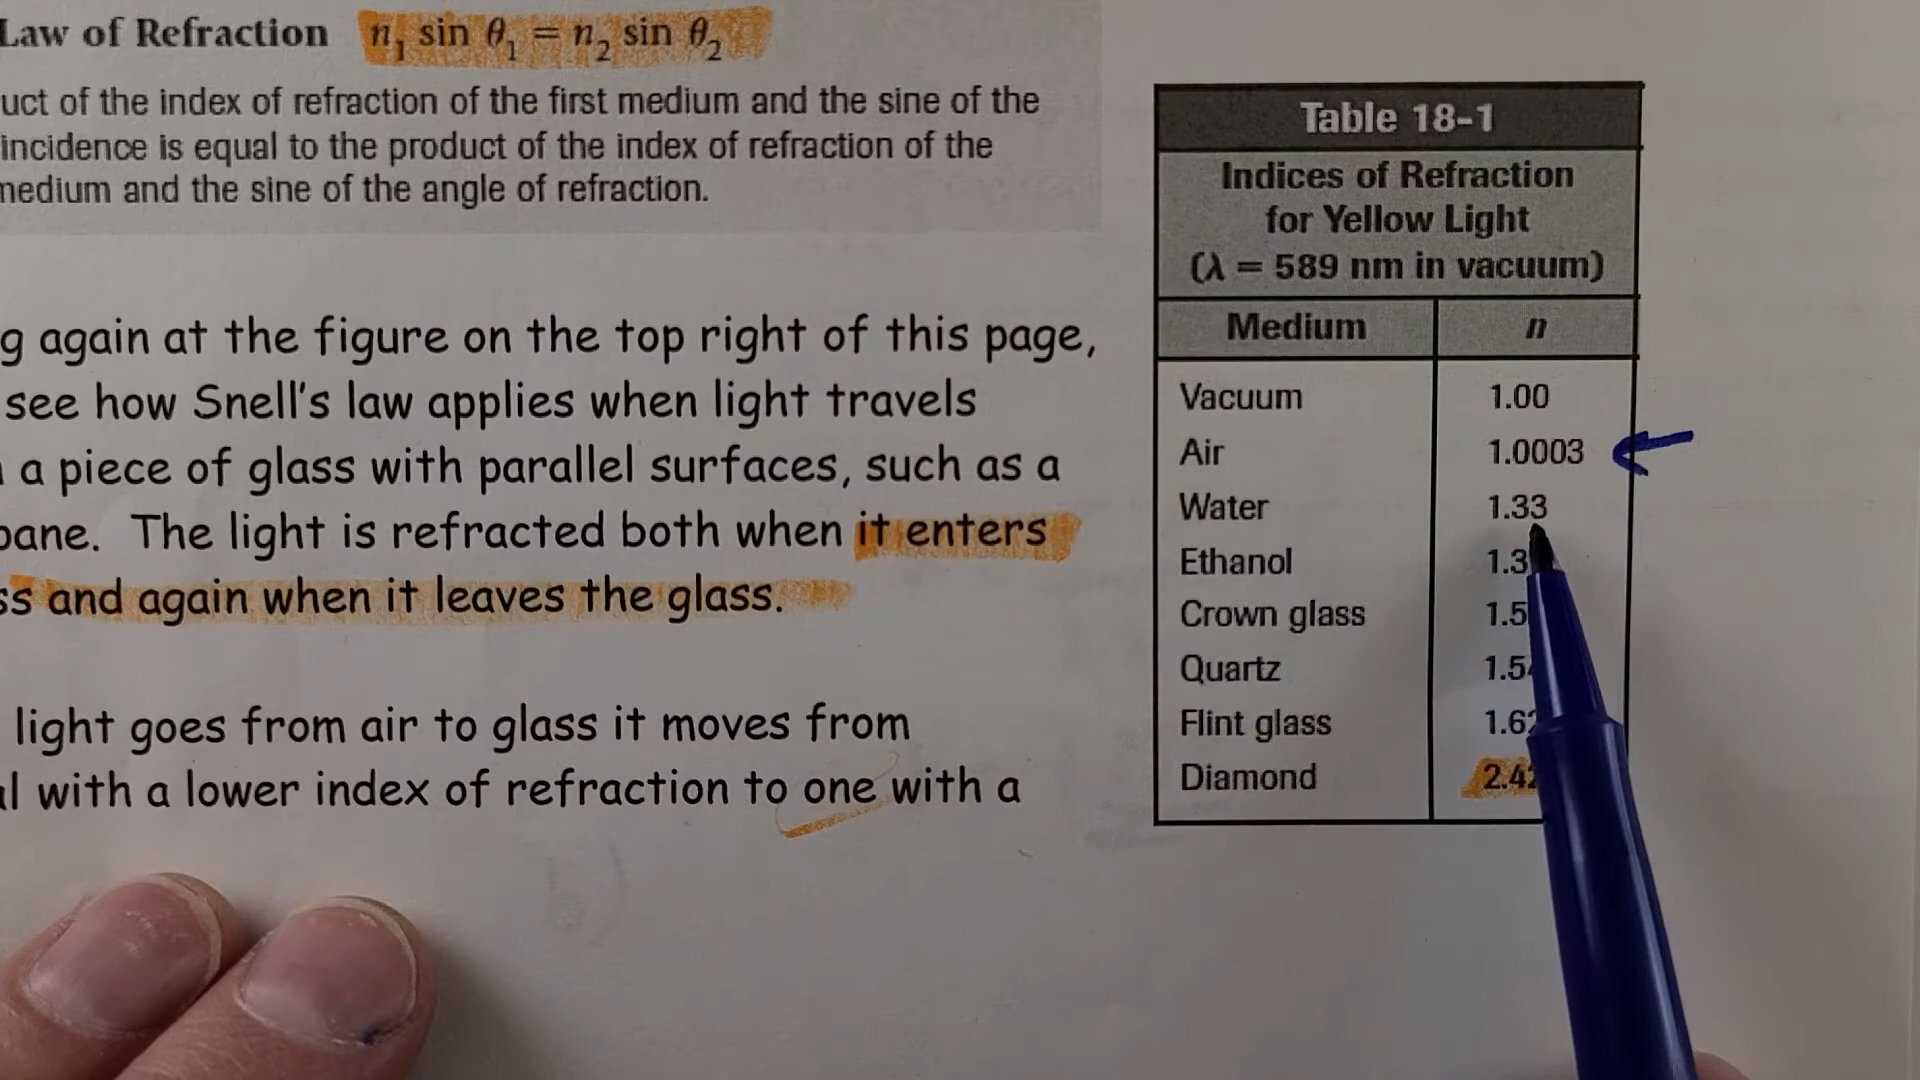 Law of Refraction n₁ sin θ₁ = n₂ sin θ₂
of the index of refraction of the first medium and the sine of the
incidence is equal to the product of the index of refraction of the
and the sine of the angle of refraction.
again at the figure on the top right of this page,
see how Snell's law applies when light travels
a piece of glass with parallel surfaces, such as a
The light is refracted both when it enters
and again when it leaves the glass.
light goes from air to glass it moves from
with a lower index of refraction to one with a
Table 18-1
Indices of Refraction
for Yellow Light
(λ = 589 nm in vacuum)
Medium n
Vacuum 1.00
Air 1.0003
Water 1.33
Ethanol
Crown glass
Quartz
Flint glass
Diamond